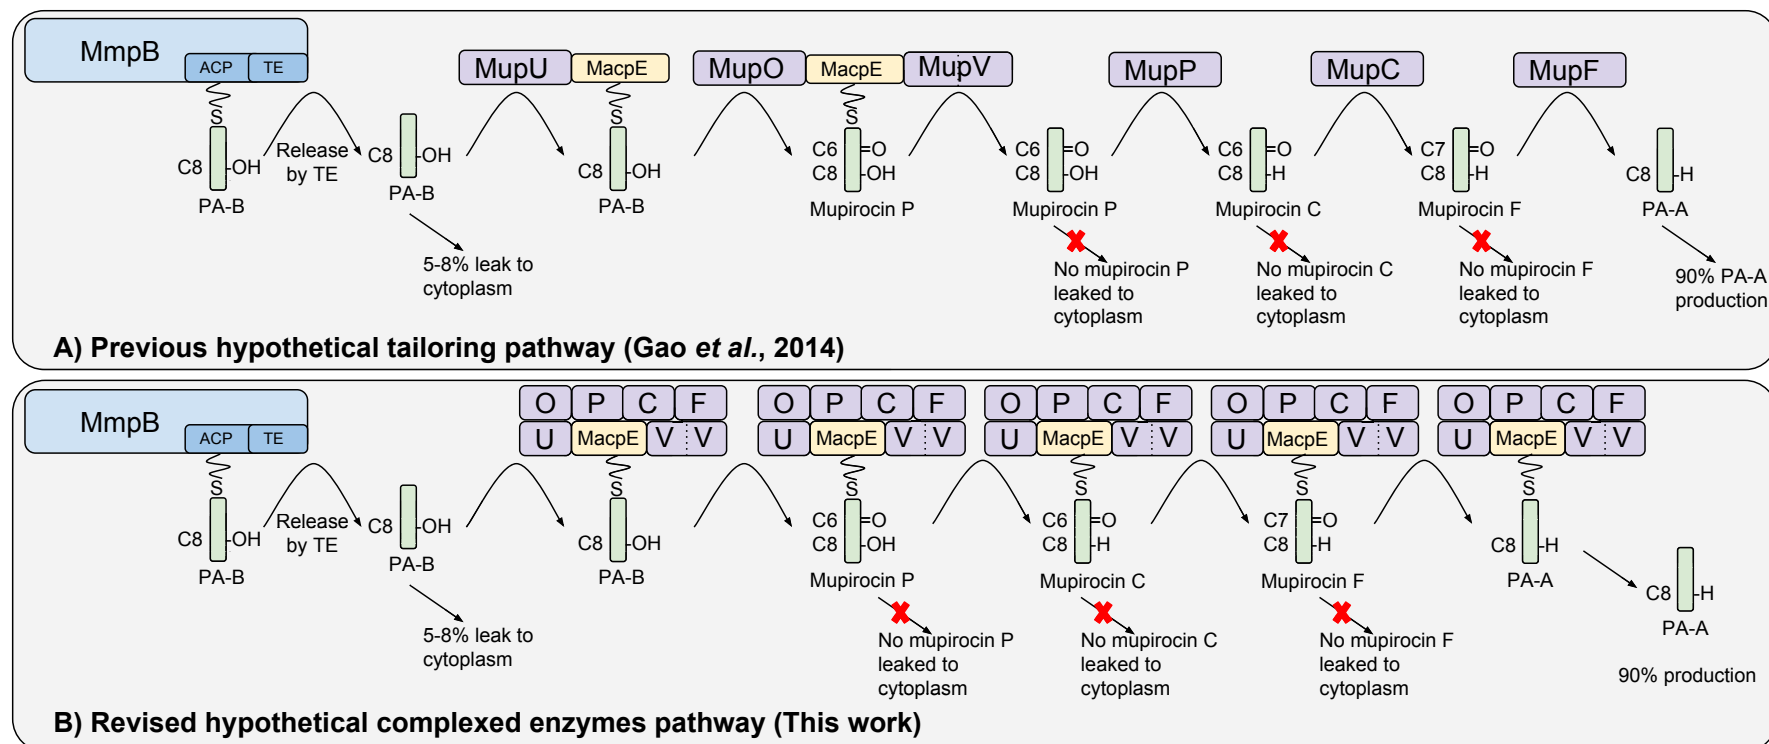 MmpB
ACP
TE
S
C8
-OH
PA-B
Release
by TE
C8
-OH
PA-B
5-8% leak to
cytoplasm
MupU
MacpE
S
C8
-OH
PA-B
MupO
MacpE
MupV
S
C6
=O
C8
-OH
Mupirocin P
C6
=O
C8
-OH
Mupirocin P
No mupirocin P
leaked to
cytoplasm
MupP
C6
=O
C8
-H
Mupirocin C
No mupirocin C
leaked to
cytoplasm
MupC
C7
=O
C8
-H
Mupirocin F
No mupirocin F
leaked to
cytoplasm
MupF
C8
-H
PA-A
90% PA-A
production
A) Previous hypothetical tailoring pathway (Gao et al., 2014)
MmpB
ACP
TE
S
C8
-OH
PA-B
Release
by TE
C8
-OH
PA-B
5-8% leak to
cytoplasm
O P C F
U MacpE V V
S
C8
-OH
PA-B
O P C F
U MacpE V V
S
C6
=O
C8
-OH
Mupirocin P
No mupirocin P
leaked to
cytoplasm
O P C F
U MacpE V V
S
C6
=O
C8
-H
Mupirocin C
No mupirocin C
leaked to
cytoplasm
O P C F
U MacpE V V
S
C7
=O
C8
-H
Mupirocin F
No mupirocin F
leaked to
cytoplasm
O P C F
U MacpE V V
S
C8
-H
PA-A
C8
-H
PA-A
90% production
B) Revised hypothetical complexed enzymes pathway (This work)